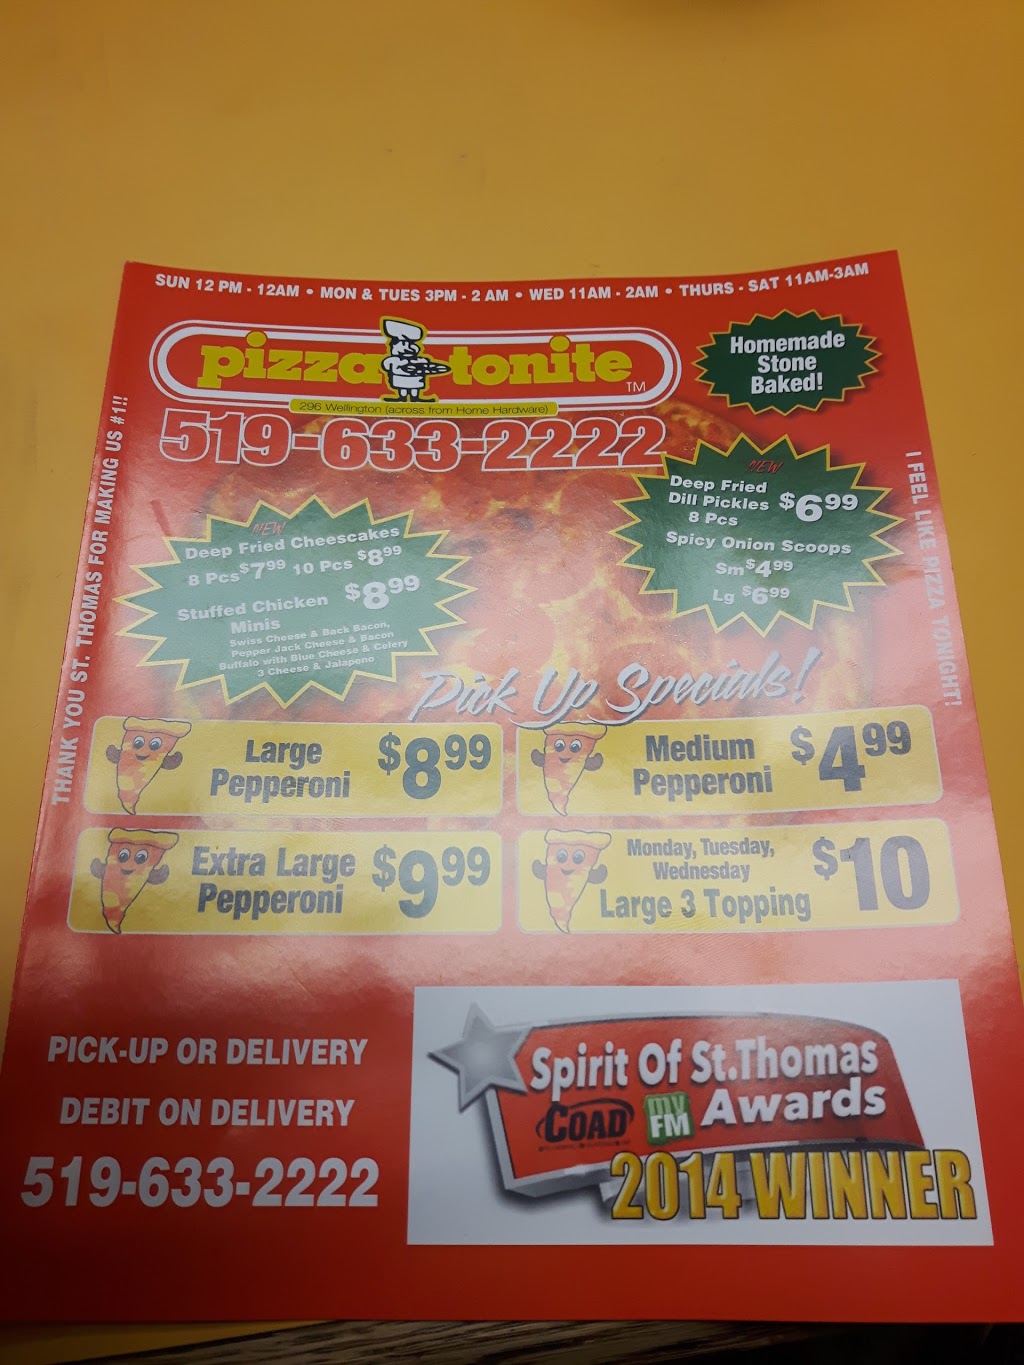 SUN 12 PM - 12AM • MON & TUES 3PM - 2 AM • WED 11AM - 2AM • THURS - SAT 11AM-3AM
pizza tonite TM
296 Wellington (across from Home Hardware)
519-633-2222
Homemade
Stone
Baked!
THANK YOU ST. THOMAS FOR MAKING US #1!!
I FEEL LIKE PIZZA TONIGHT!
NEW
Deep Fried Cheescakes
8 Pcs $7.99 10 Pcs $8.99
Stuffed Chicken $8.99
Minis
Swiss Cheese & Back Bacon,
Pepper Jack Cheese & Bacon
Buffalo with Blue Cheese & Celery
3 Cheese & Jalapeno
NEW
Deep Fried
Dill Pickles $6.99
8 Pcs
Spicy Onion Scoops
Sm $4.99
Lg $6.99
Pick Up Specials!
Large
Pepperoni
$8.99
Medium
Pepperoni
$4.99
Extra Large
Pepperoni
$9.99
Monday, Tuesday,
Wednesday
Large 3 Topping
$10
PICK-UP OR DELIVERY
DEBIT ON DELIVERY
519-633-2222
Spirit Of St.Thomas
COAD myFM Awards
2014 WINNER